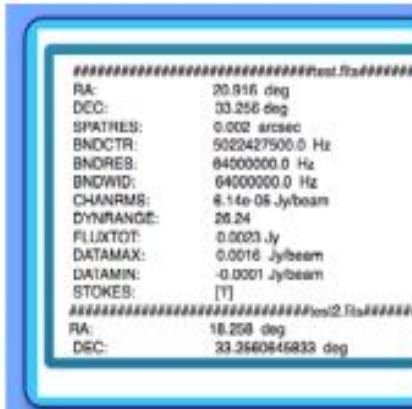 ##############################test.fits#######
RA: 20.916 deg
DEC: 33.256 deg
SPATRES: 0.002 arcsec
BNDCTR: 5022427500.0 Hz
BNDRES: 64000000.0 Hz
BNDWID: 64000000.0 Hz
CHANRMS: 6.14e-05 Jy/beam
DYNRANGE: 26.24
FLUXTOT: 0.0023 Jy
DATAMAX: 0.0016 Jy/beam
DATAMIN: -0.0001 Jy/beam
STOKES:
##############################test2.fits######
RA: 18.258 deg
DEC: deg